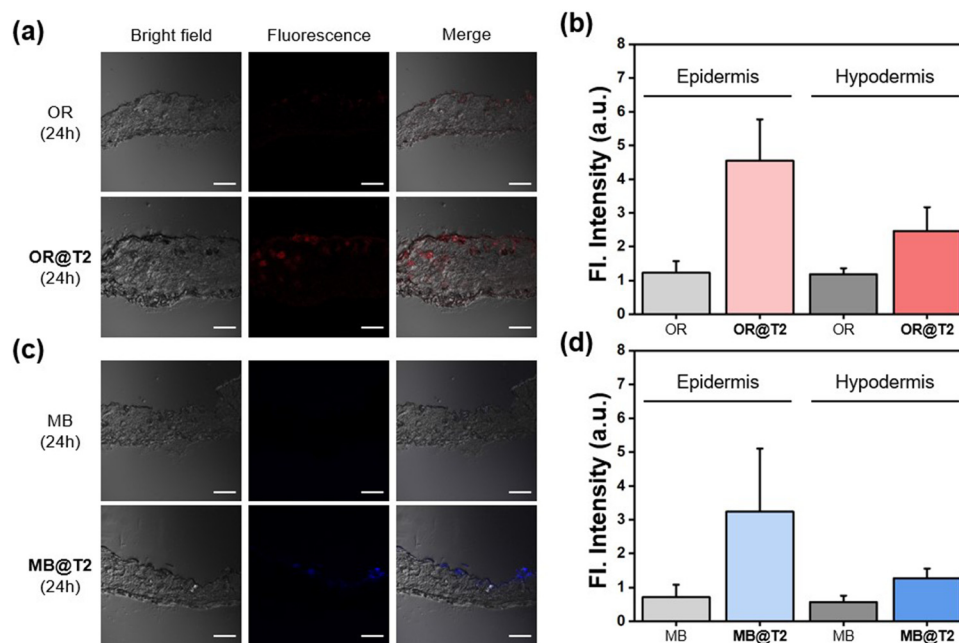 (a)
Bright field Fluorescence Merge
OR
(24h)
OR@T2
(24h)
(b)
8
7
6
5
4
3
2
1
0
Fl. Intensity (a.u.)
Epidermis Hypodermis
OR OR@T2 OR OR@T2
(c)
MB
(24h)
MB@T2
(24h)
(d)
8
7
6
5
4
3
2
1
0
Fl. Intensity (a.u.)
Epidermis Hypodermis
MB MB@T2 MB MB@T2